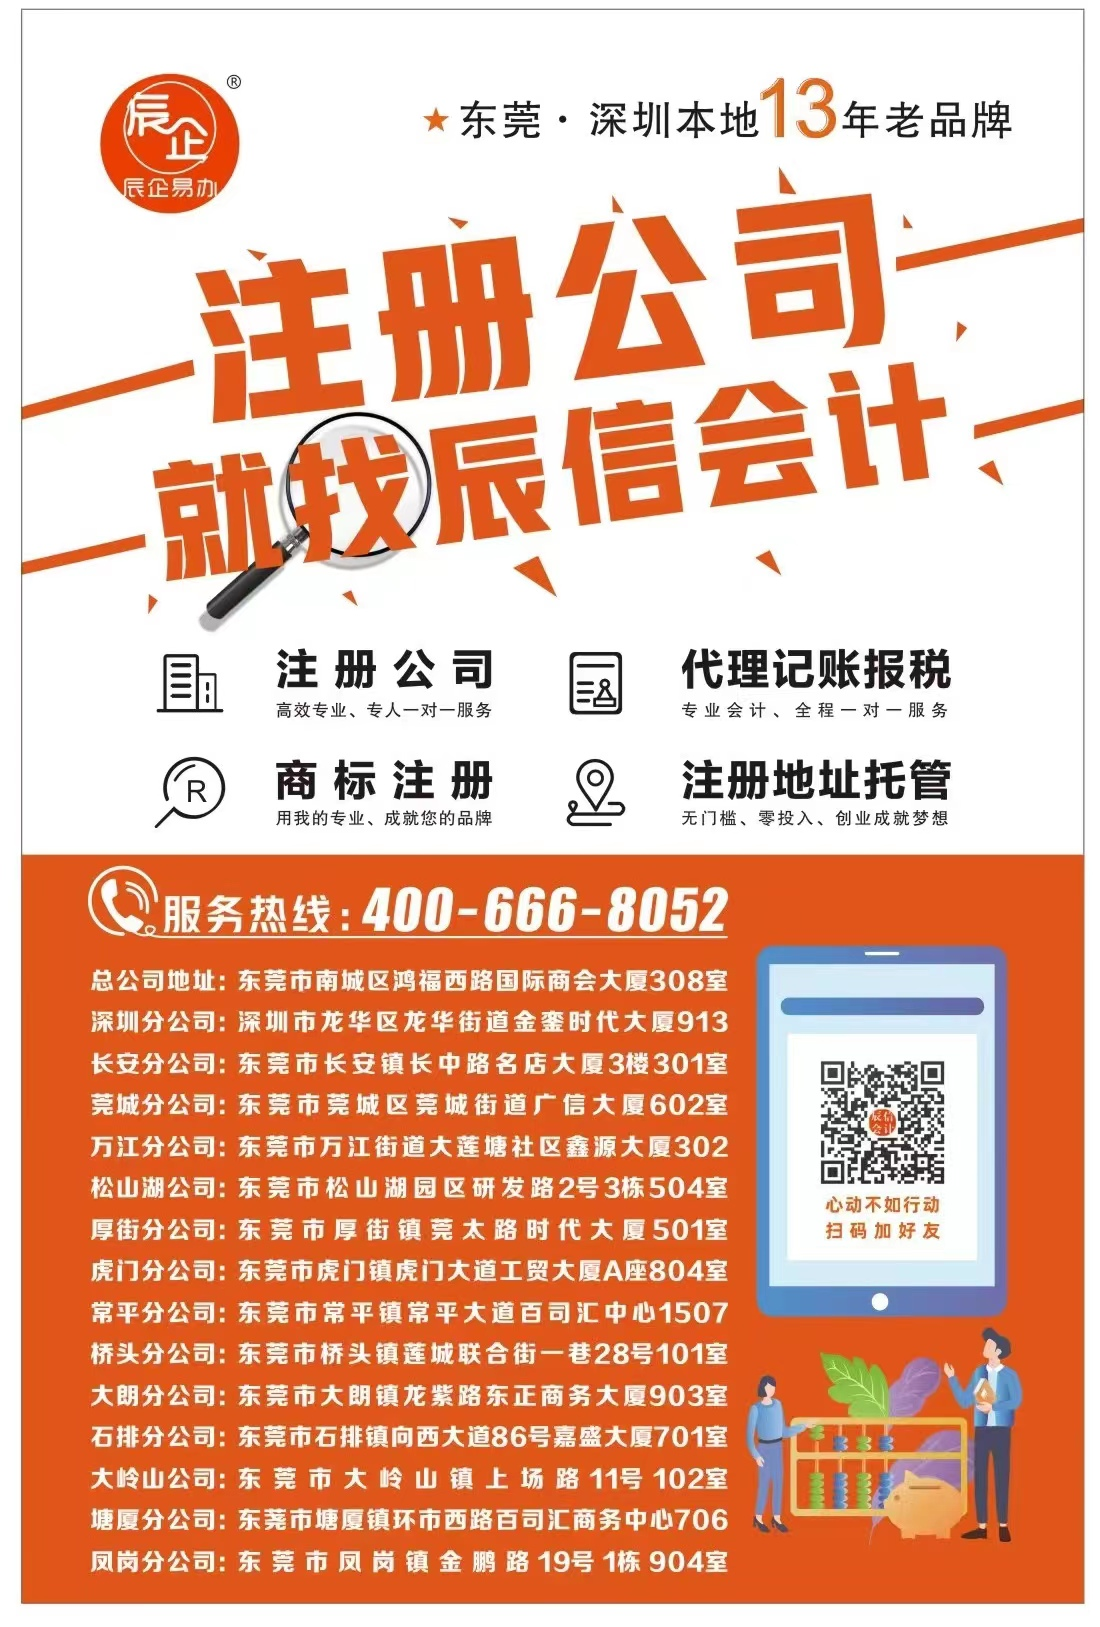 辰企
辰企易办
®
★东莞·深圳本地13年老品牌
注册公司
就找辰信会计
注册公司
高效专业、专人一对一服务
代理记账报税
专业会计、全程一对一服务
R
商标注册
用我的专业、成就您的品牌
注册地址托管
无门槛、零投入、创业成就梦想
服务热线:400-666-8052
总公司地址:东莞市南城区鸿福西路国际商会大厦308室
深圳分公司:深圳市龙华区龙华街道金銮时代大厦913
长安分公司:东莞市长安镇长中路名店大厦3楼301室
莞城分公司:东莞市莞城区莞城街道广信大厦602室
万江分公司:东莞市万江街道大莲塘社区鑫源大厦302
松山湖公司:东莞市松山湖园区研发路2号3栋504室
厚街分公司:东莞市厚街镇莞太路时代大厦501室
虎门分公司:东莞市虎门镇虎门大道工贸大厦A座804室
常平分公司:东莞市常平镇常平大道百司汇中心1507
桥头分公司:东莞市桥头镇莲城联合街一巷28号101室
大朗分公司:东莞市大朗镇龙紫路东正商务大厦903室
石排分公司:东莞市石排镇向西大道86号嘉盛大厦701室
大岭山公司:东莞市大岭山镇上场路11号102室
塘厦分公司:东莞市塘厦镇环市西路百司汇商务中心706
凤岗分公司:东莞市凤岗镇金鹏路19号1栋904室
辰信
会计
心动不如行动
扫码加好友